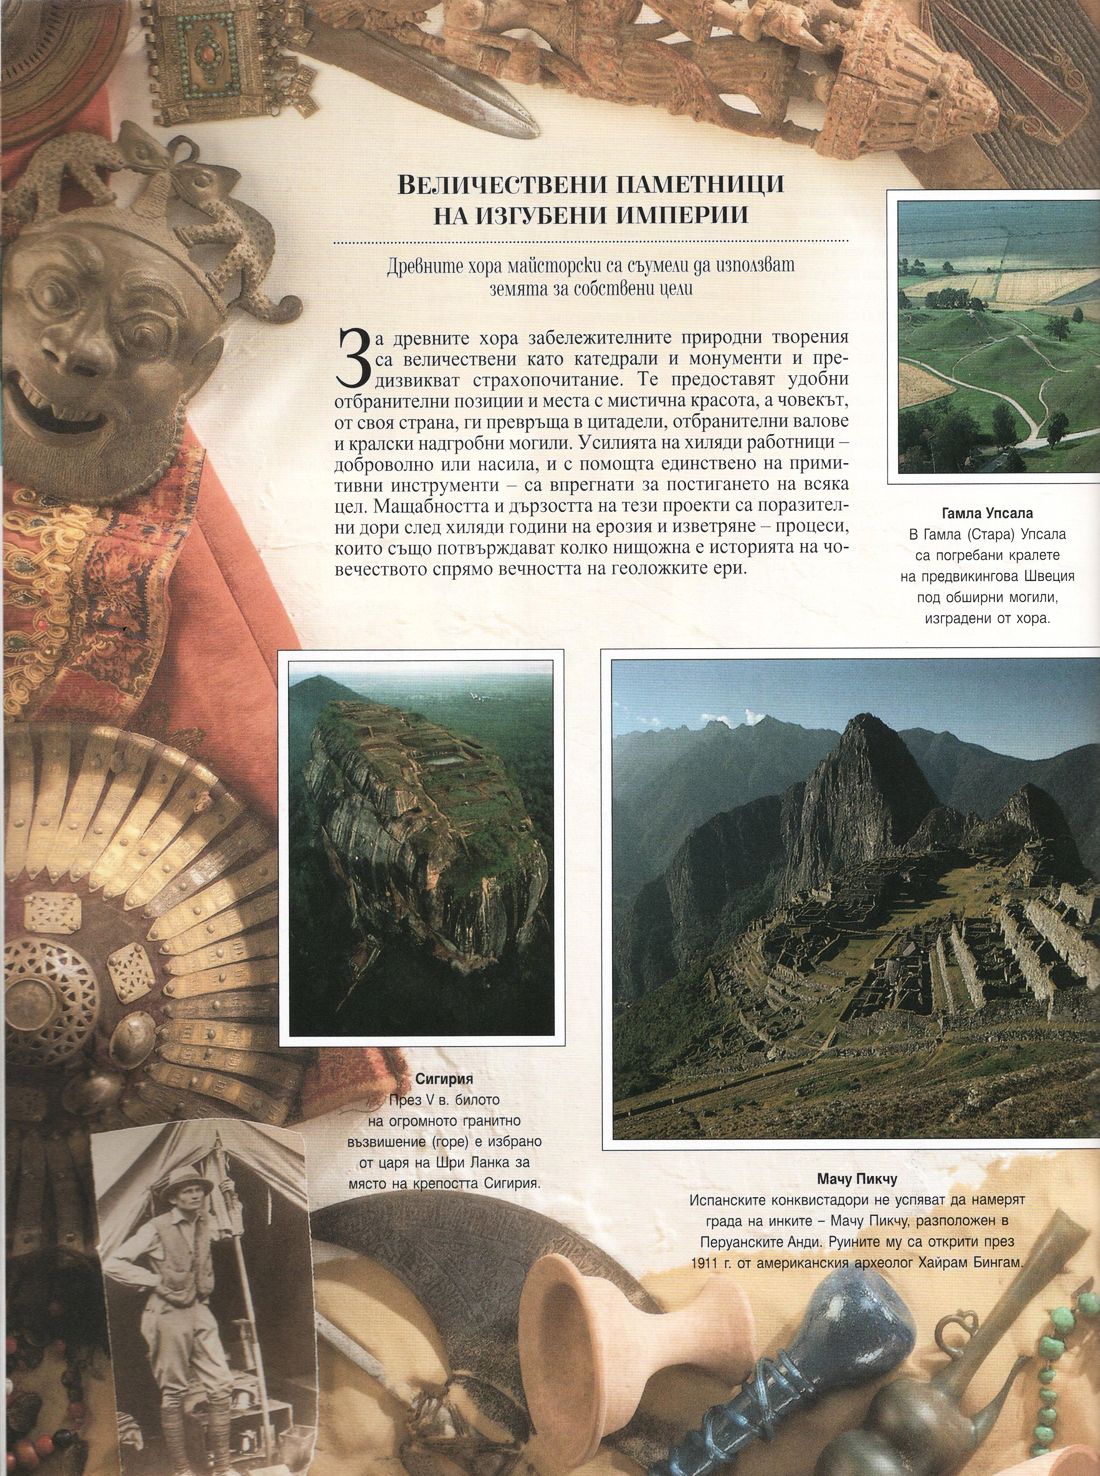 ВЕЛИЧЕСТВЕНИ ПАМЕТНИЦИ
НА ИЗГУБЕНИ ИМПЕРИИ
Древните хора майсторски са съумели да използват
земята за собствени цели
За древните хора забележителните природни творения
са величествени като катедрали и монументи и пре-
дизвикват страхопочитание. Те предоставят удобни
отбранителни позиции и места с мистична красота, а човекът,
от своя страна, ги превръща в цитадели, отбранителни валове
и кралски надгробни могили. Усилията на хиляди работници –
доброволно или насила, и с помощта единствено на прими-
тивни инструменти – са впрегнати за постигането на всяка
цел. Мащабността и дързостта на тези проекти са поразител-
ни дори след хиляди години на ерозия и изветряне – процеси,
които също потвърждават колко нищожна е историята на чо-
вечеството спрямо вечността на геоложките ери.
Гамла Упсала
В Гамла (Стара) Упсала
са погребани кралете
на предвикингова Швеция
под обширни могили,
изградени от хора.
Сигирия
През V в. билото
на огромното гранитно
възвишение (горе) е избрано
от царя на Шри Ланка за
място на крепостта Сигирия.
Мачу Пикчу
Испанските конквистадори не успяват да намерят
града на инките – Мачу Пикчу, разположен в
Перуанските Анди. Руините му са открити през
1911 г. от американския археолог Хайрам Бингам.